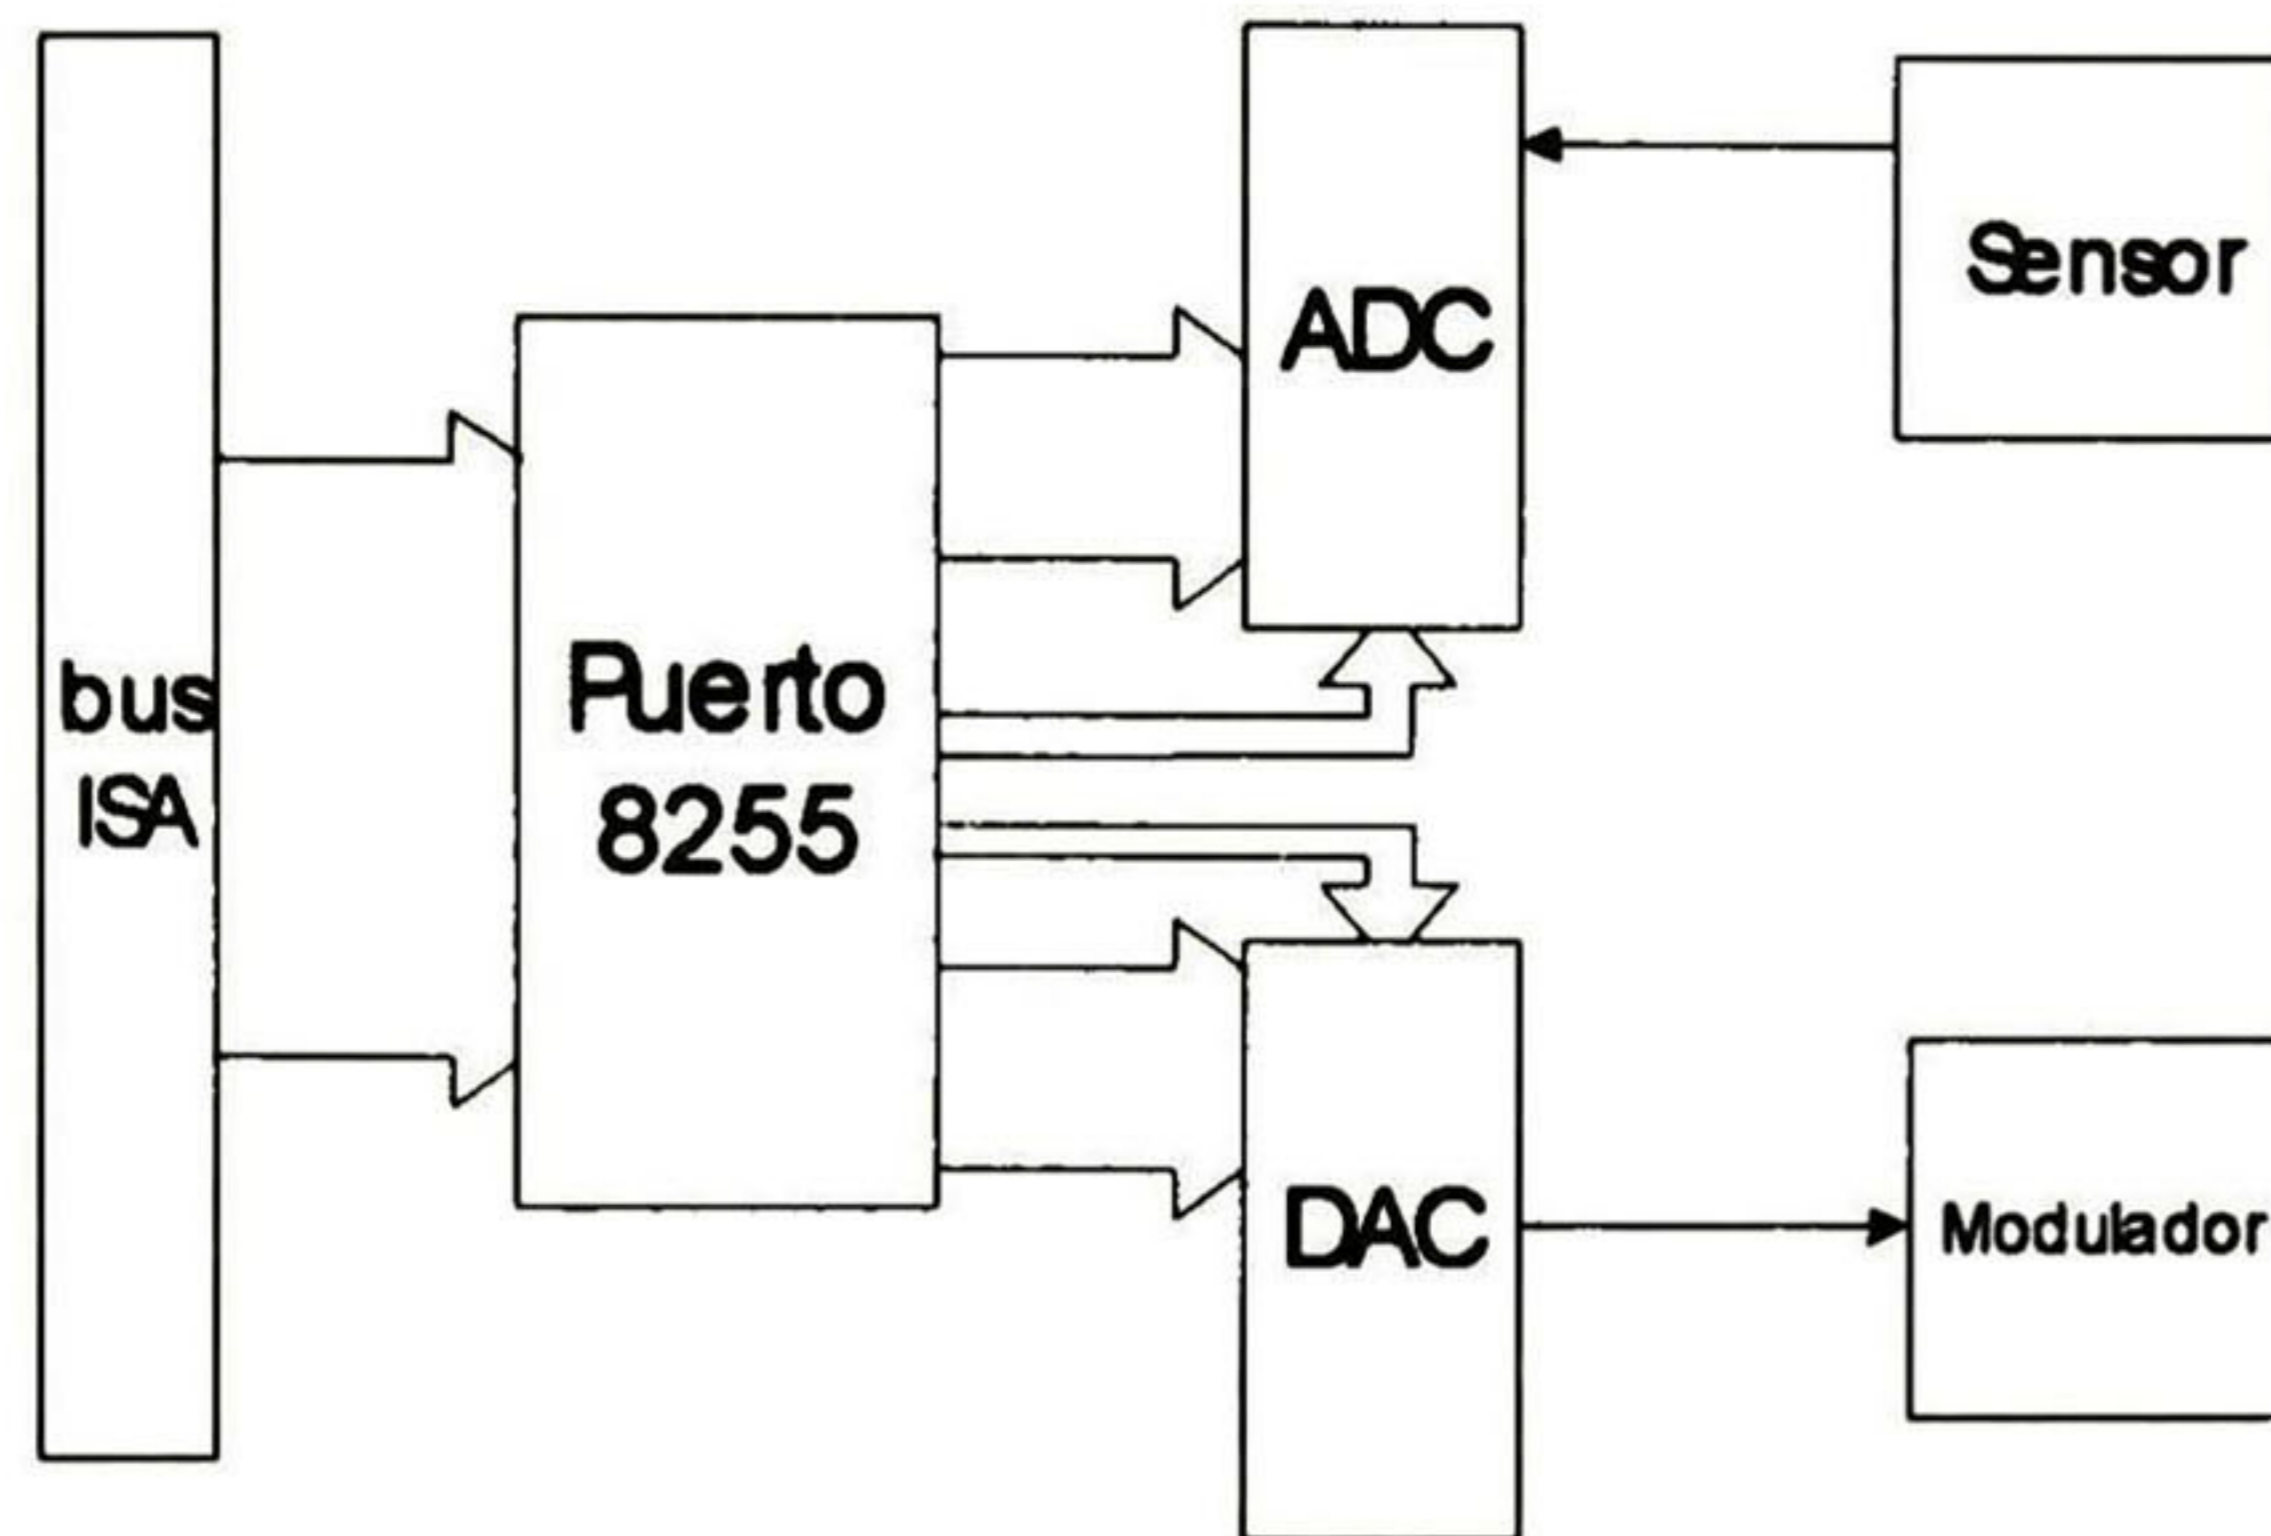 bus
ISA
Puerto
8255
ADC
Sensor
DAC
Modulador